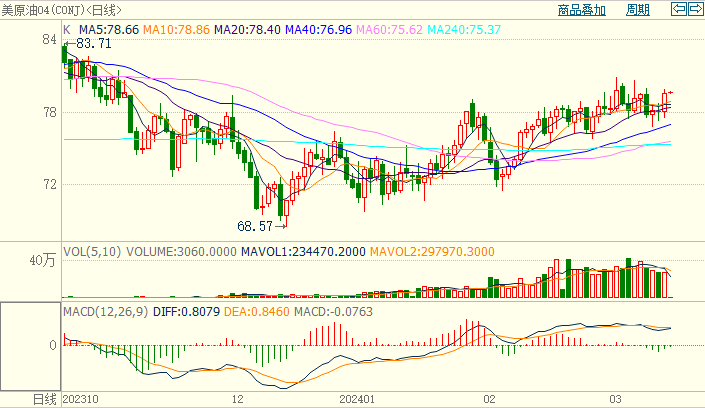 美原油04(CONJ)<日线> 商品叠加 周期
K MA5:78.66 MA10:78.86 MA20:78.40 MA40:76.96 MA60:75.62 MA240:75.37
84
83.71
78
72
68.57
VOL(5,10) VOLUME:3060.0000 MAVOL1:234470.2000 MAVOL2:297970.3000
40万
MACD(12,26,9) DIFF:0.8079 DEA:0.8460 MACD:-0.0763
0
日线 202310 12 202401 02 03